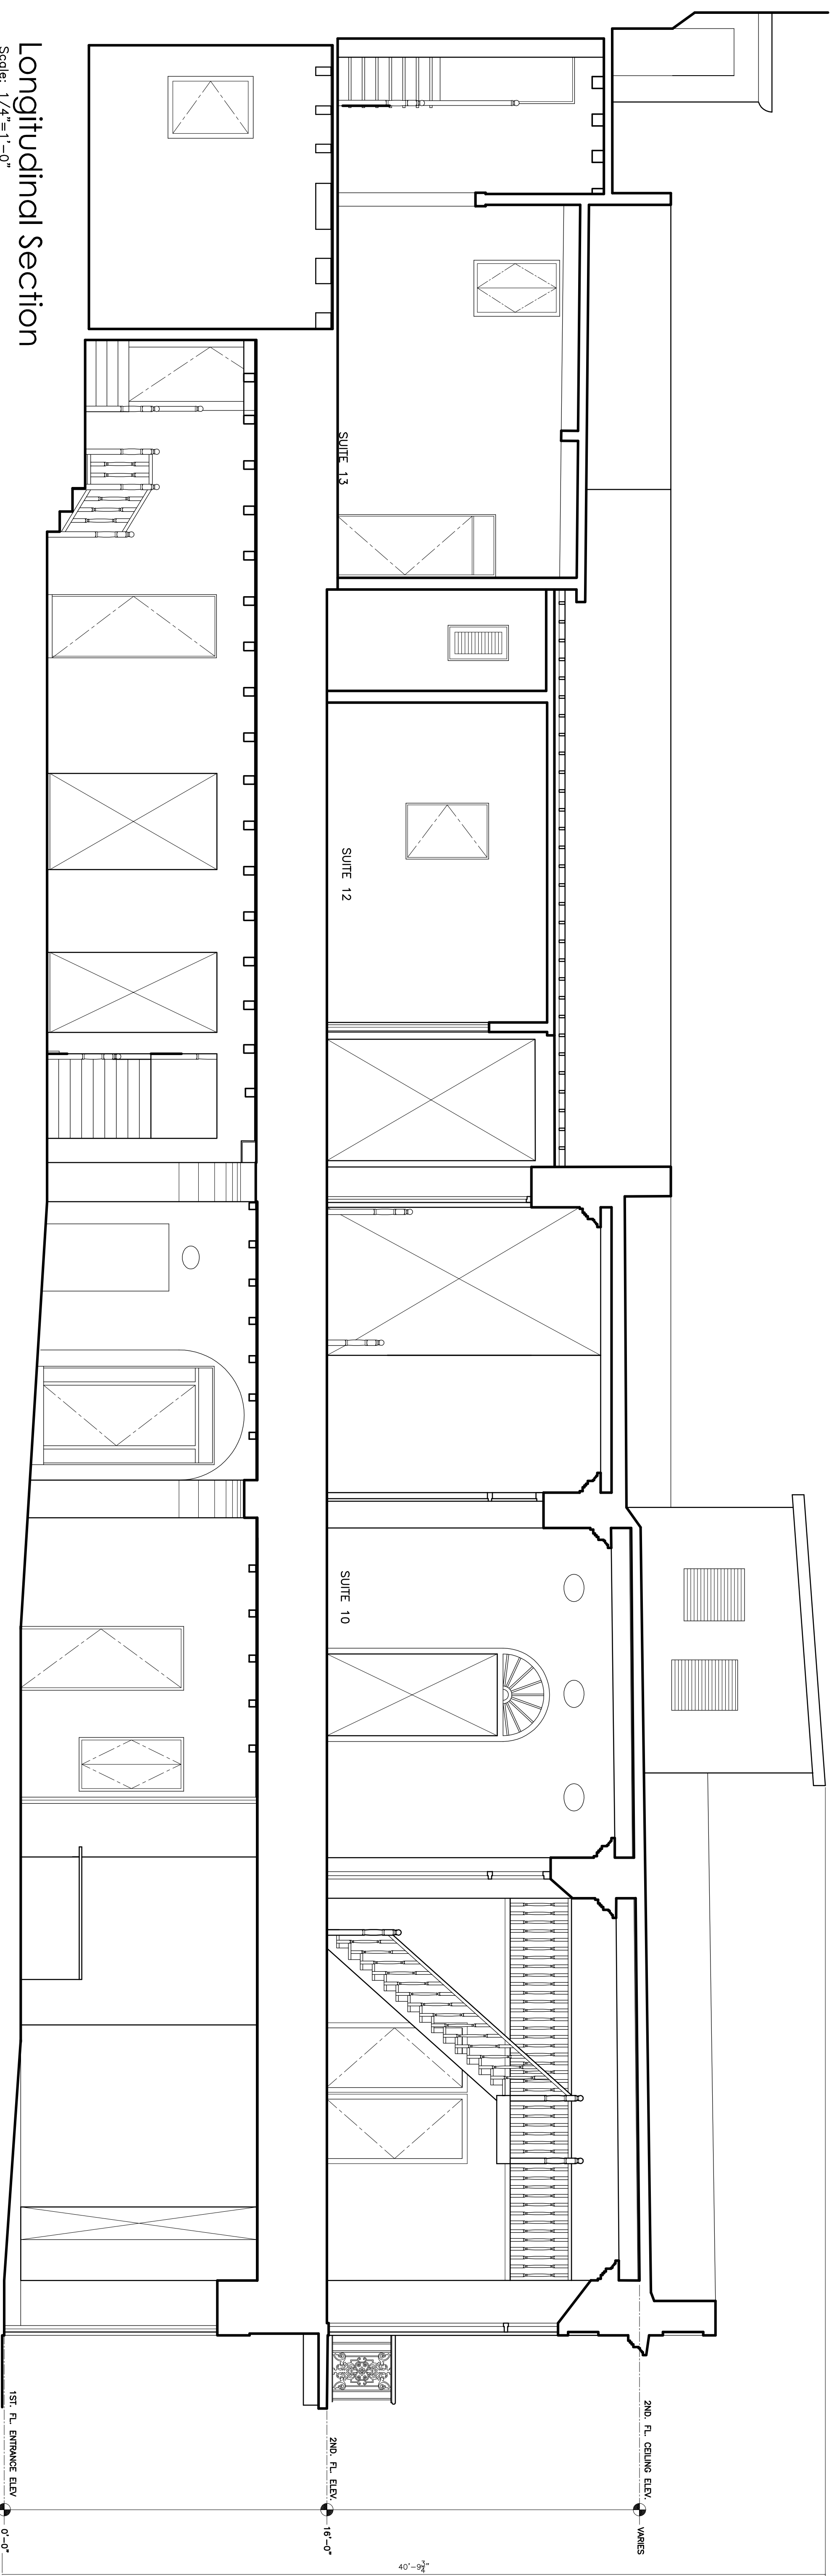 Longitudinal Section
Scale: 1/4"=1'-0"
SUITE 13
SUITE 12
SUITE 10
2ND. FL. CEILING ELEV.
VARIES
2ND. FL. ELEV.
16'-0"
1ST. FL. ENTRANCE ELEV
0'-0"
40'-9 3/4"